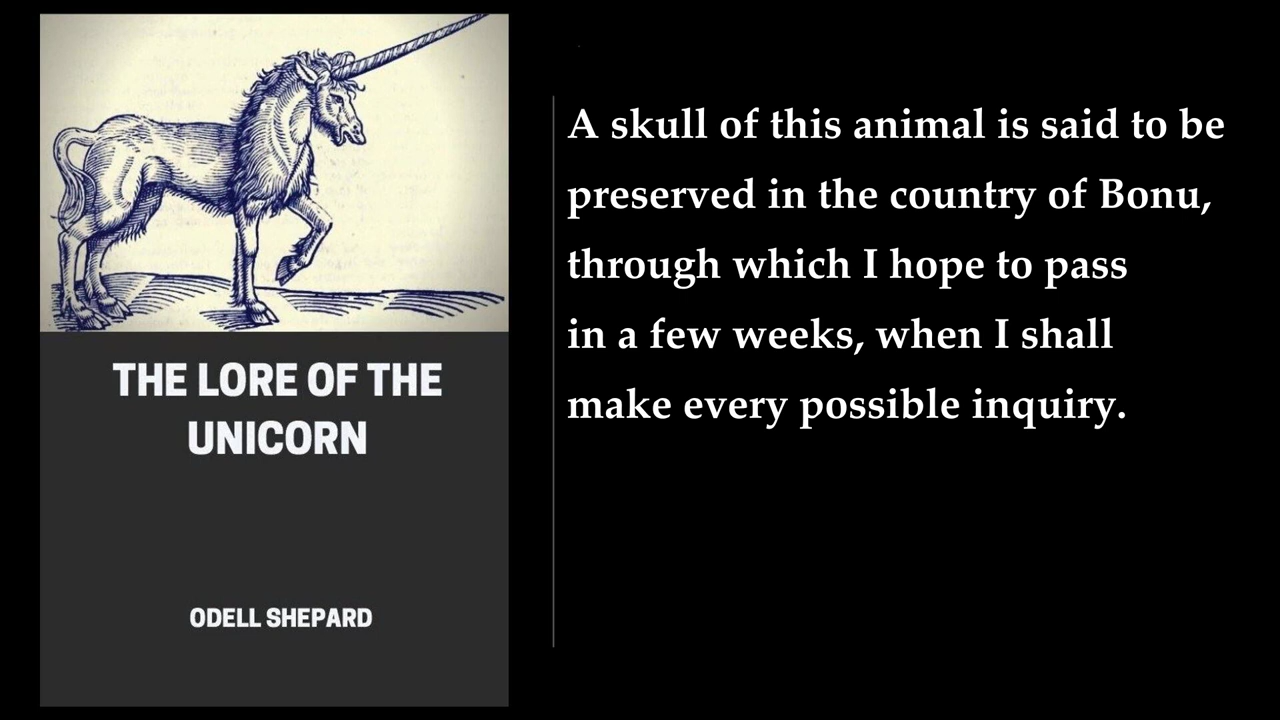 THE LORE OF THE
UNICORN
ODELL SHEPARD
A skull of this animal is said to be
preserved in the country of Bonu,
through which I hope to pass
in a few weeks, when I shall
make every possible inquiry.